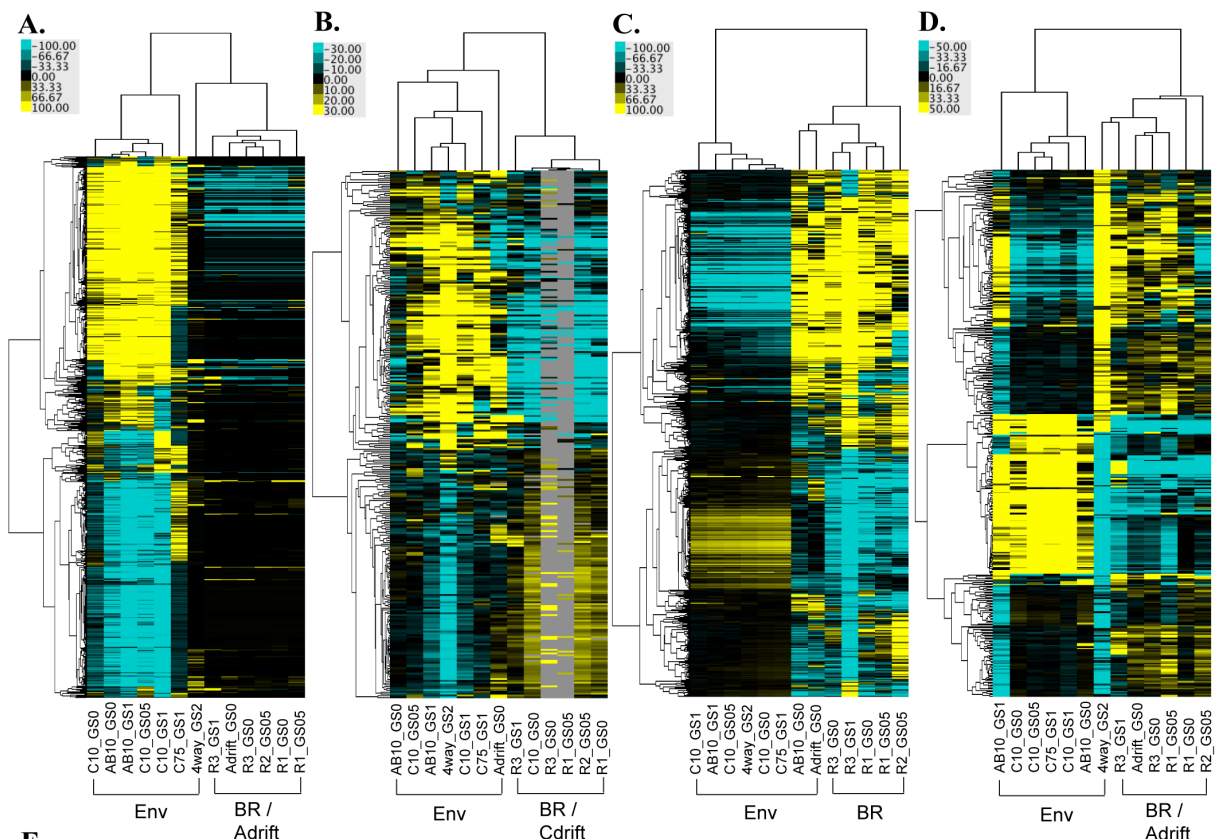 A.
-100.00
-66.67
-33.33
0.00
33.33
66.67
100.00
B.
-30.00
-20.00
-10.00
0.00
10.00
20.00
30.00
C.
-100.00
-66.67
-33.33
0.00
33.33
66.67
100.00
D.
-50.00
-33.33
-16.67
0.00
16.67
33.33
50.00
C10_GS0
AB10_GS0
AB10_GS1
C10_GS05
C10_GS1
C75_GS1
4way_GS2
R3_GS1
Adrift_GS0
R3_GS0
R2_GS05
R1_GS0
R1_GS05
Env
BR /
Adrift
AB10_GS0
C10_GS05
AB10_GS1
4way_GS2
C10_GS1
C75_GS1
Adrift_GS0
R3_GS1
C10_GS0
R3_GS0
R1_GS05
R2_GS05
R1_GS0
Env
BR /
Cdrift
C10_GS1
AB10_GS1
C10_GS05
4way_GS2
C10_GS0
C75_GS1
AB10_GS0
Adrift_GS0
R3_GS0
R3_GS1
R1_GS0
R1_GS05
R2_GS05
Env
BR
AB10_GS1
C10_GS0
C10_GS05
C75_GS1
C10_GS1
AB10_GS0
4way_GS2
R3_GS1
Adrift_GS0
R3_GS0
R1_GS05
R1_GS0
R2_GS05
Env
BR /
Adrift